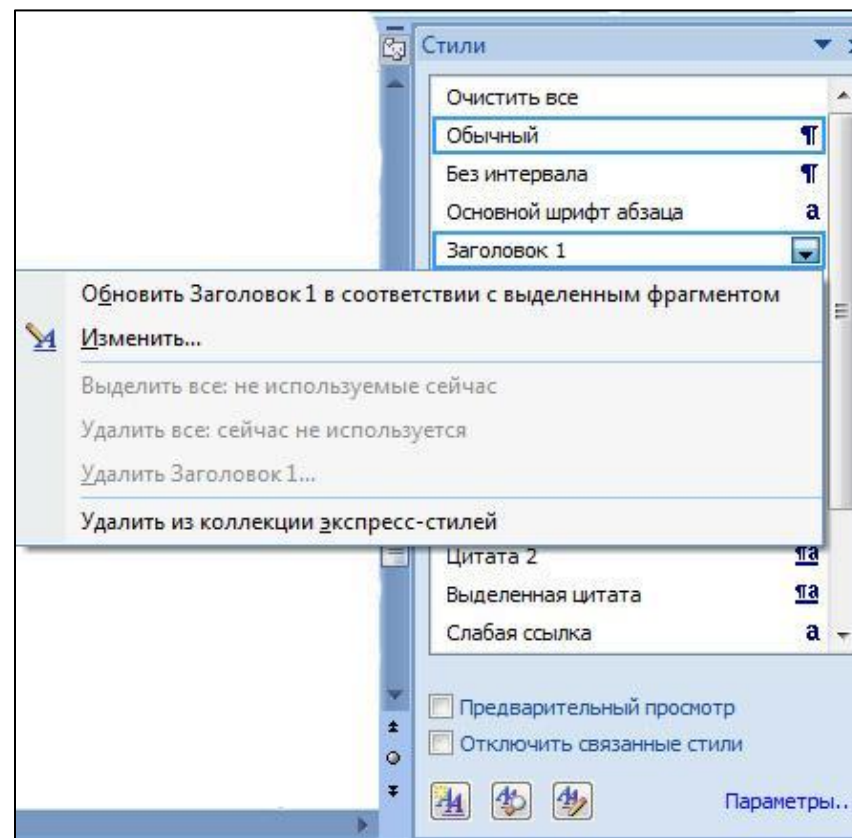 Стили
Очистить все
Обычный ¶
Без интервала ¶
Основной шрифт абзаца a
Заголовок 1
Обновить Заголовок 1 в соответствии с выделенным фрагментом
Изменить...
Выделить все: не используемые сейчас
Удалить все: сейчас не используется
Удалить Заголовок 1...
Удалить из коллекции экспресс-стилей
Цитата 2 ¶a
Выделенная цитата ¶a
Слабая ссылка a
Предварительный просмотр
Отключить связанные стили
Параметры..